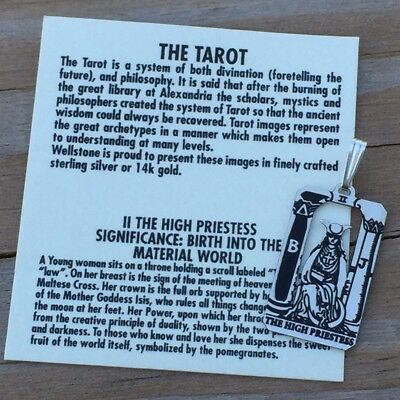 THE TAROT
The Tarot is a system of both divination (foretelling the
future), and philosophy. It is said that after the burning of
the great library at Alexandria the scholars, mystics and
philosophers created the system of Tarot so that the ancient
wisdom could always be recovered. Tarot images represent
the great archetypes in a manner which makes them open
to understanding at many levels.
Wellstone is proud to present these images in finely crafted
sterling silver or 14k gold.
II THE HIGH PRIESTESS
SIGNIFICANCE: BIRTH INTO THE
MATERIAL WORLD
A Young woman sits on a throne holding a scroll labeled "
"law". On her breast is the sign of the meeting of heaven
Maltese Cross. Her crown is the full orb supported by h
of the Mother Goddess Isis, who rules all things change
the moon at her feet. Her Power, upon which her thro
from the creative principle of duality, shown by the two p
and darkness. To those who know and love her she dispenses the sweet
fruit of the world itself, symbolized by the pomegranates.
II
B
THE HIGH PRIESTESS